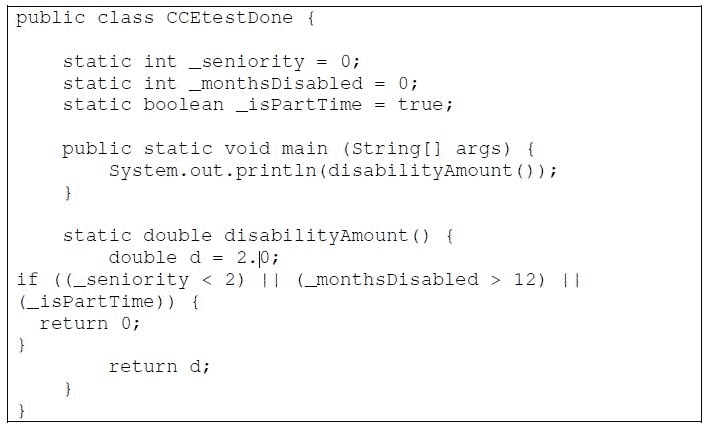 public class CCEtestDone {
static int _seniority = 0;
static int _monthsDisabled = 0;
static boolean _isPartTime = true;
public static void main (String[] args) {
System.out.println(disabilityAmount());
}
static double disabilityAmount() {
double d = 2.0;
if ((_seniority < 2) || (_monthsDisabled > 12) ||
(_isPartTime)) {
return 0;
}
return d;
}
}